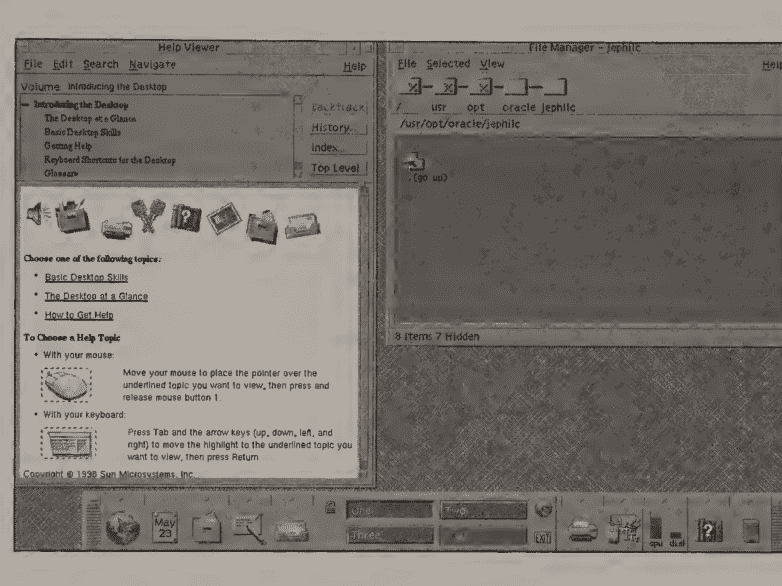 Help Viewer
File Edit Search Navigate Help
Volume: Introducing the Desktop
Introducing the Desktop
The Desktop at a Glance
Basic Desktop Skills
Getting Help
Keyboard Shortcuts for the Desktop
Glossary
Backtrack
History...
Index...
Top Level
Choose one of the following topics:
• Basic Desktop Skills
• The Desktop at a Glance
• How to Get Help
To Choose a Help Topic
• With your mouse:
Move your mouse to place the pointer over the
underlined topic you want to view, then press and
release mouse button 1.
• With your keyboard:
Press Tab and the arrow keys (up, down, left, and
right) to move the highlight to the underlined topic you
want to view, then press Return
Copyright © 1998 Sun Microsystems, Inc.
File Manager - jephilc
File Selected View Help
/ usr opt oracle jephilc
/usr/opt/oracle/jephilc
..(go up)
8 Items 7 Hidden
May
23
One
Two
Three
EXIT
cpu disk